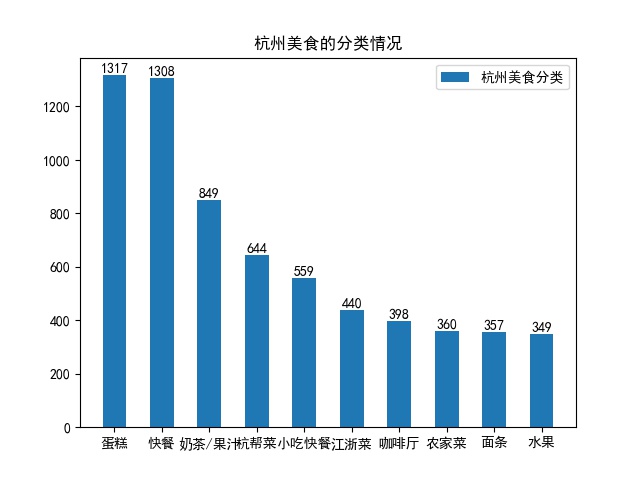 杭州美食的分类情况
杭州美食分类
1317
1308
849
644
559
440
398
360
357
349
1200
1000
800
600
400
200
0
蛋糕
快餐
奶茶/果汁
杭帮菜
小吃快餐
江浙菜
咖啡厅
农家菜
面条
水果